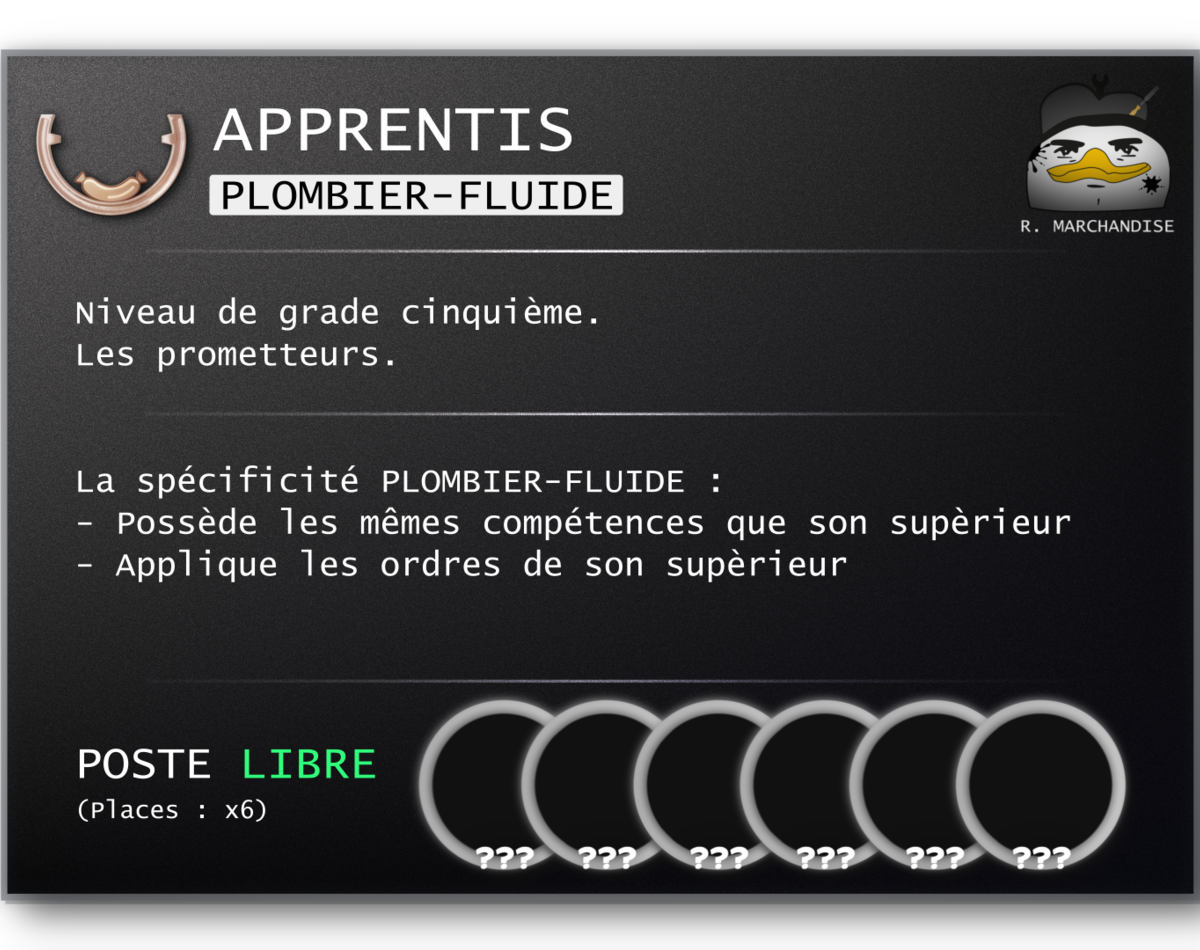 APPRENTIS
PLOMBIER-FLUIDE
R. MARCHANDISE
Niveau de grade cinquième.
Les prometteurs.
La spécificité PLOMBIER-FLUIDE :
- Possède les mêmes compétences que son supèrieur
- Applique les ordres de son supèrieur
POSTE LIBRE
(Places : x6)
??? ??? ??? ??? ??? ???